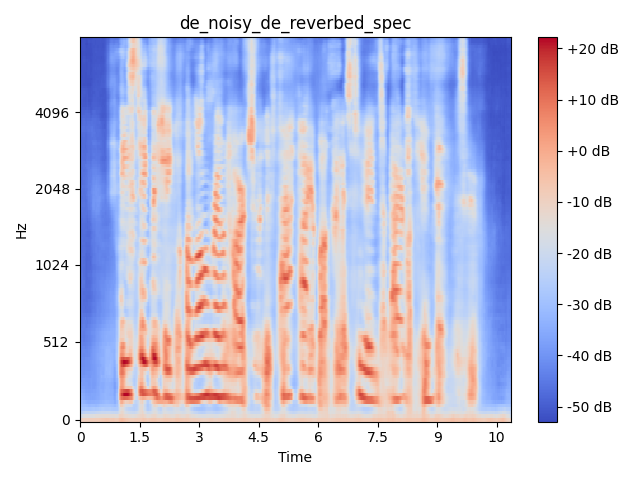 de_noisy_de_reverbed_spec
Hz
4096
2048
1024
512
0
0
1.5
3
4.5
6
7.5
9
10
Time
+20 dB
+10 dB
+0 dB
-10 dB
-20 dB
-30 dB
-40 dB
-50 dB